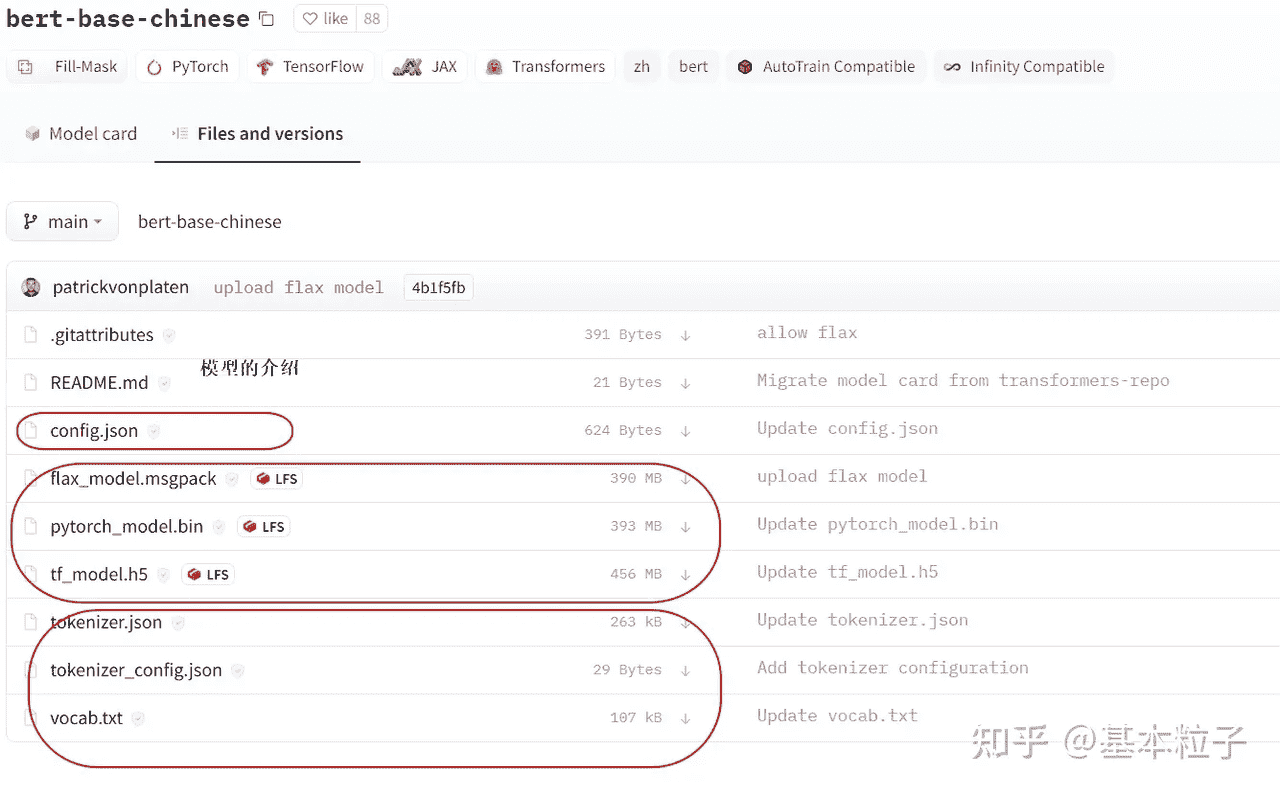 bert-base-chinese like 88
Fill-Mask PyTorch TensorFlow JAX Transformers zh bert AutoTrain Compatible Infinity Compatible
Model card Files and versions
main bert-base-chinese
patrickvonplaten upload flax model 4b1f5fb
.gitattributes 391 Bytes ↓ allow flax
模型的介绍
README.md 21 Bytes ↓ Migrate model card from transformers-repo
config.json 624 Bytes ↓ Update config.json
flax_model.msgpack LFS 390 MB ↓ upload flax model
pytorch_model.bin LFS 393 MB ↓ Update pytorch_model.bin
tf_model.h5 LFS 456 MB ↓ Update tf_model.h5
tokenizer.json 263 kB ↓ Update tokenizer.json
tokenizer_config.json 29 Bytes ↓ Add tokenizer configuration
vocab.txt 107 kB ↓ Update vocab.txt
知乎 @基本粒子